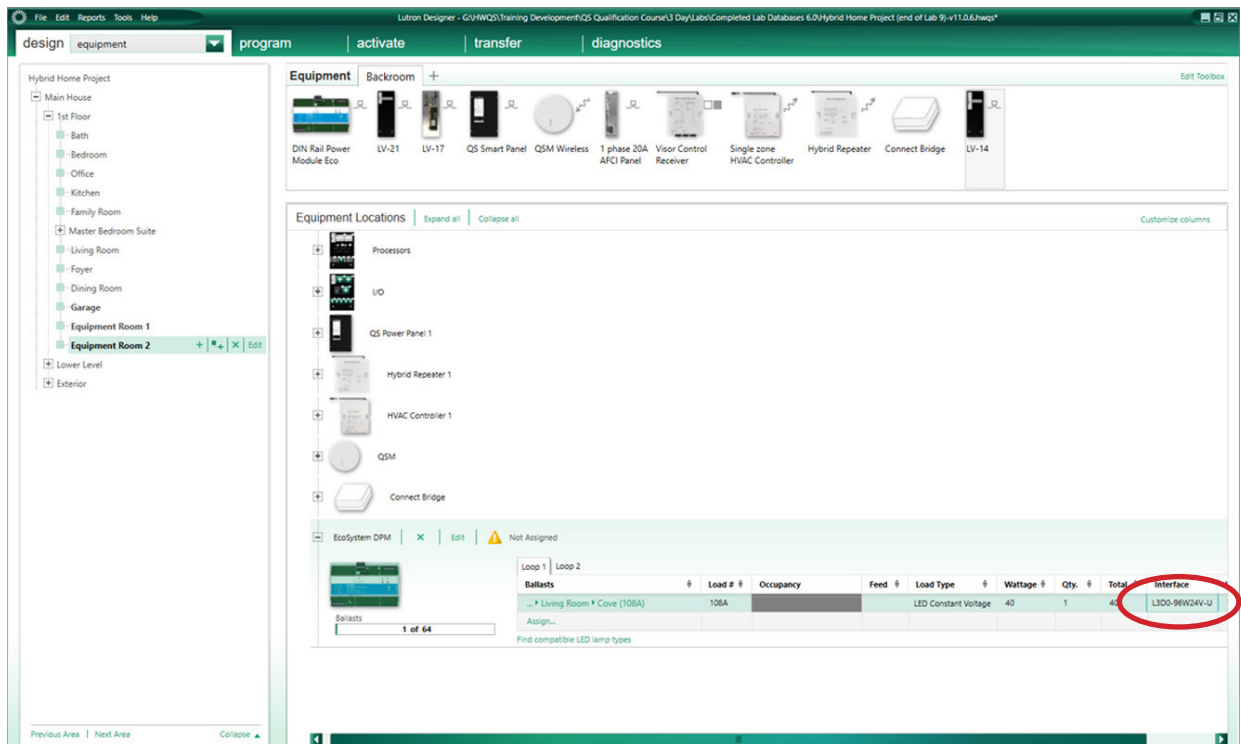 File Edit Reports Tools Help
Lutron Designer - G:\HWQS\Training Development\QS Qualification Course\3 Day\Labs\Completed Lab Databases 6.0\Hybrid Home Project (end of Lab 9)-v11.0.6.hwqs*
design equipment program activate transfer diagnostics
Hybrid Home Project
Main House
1st Floor
Bath
Bedroom
Office
Kitchen
Family Room
Master Bedroom Suite
Living Room
Foyer
Dining Room
Garage
Equipment Room 1
Equipment Room 2 Edit
Lower Level
Exterior
Previous Area | Next Area Collapse
Equipment Backroom + Edit Toolbox
DIN Rail Power Module Eco
LV-21
LV-17
QS Smart Panel
QSM Wireless
1 phase 20A AFCI Panel
Visor Control Receiver
Single zone HVAC Controller
Hybrid Repeater
Connect Bridge
LV-14
Equipment Locations Expand all Collapse all Customize columns
Processors
I/O
QS Power Panel 1
Hybrid Repeater 1
HVAC Controller 1
QSM
Connect Bridge
EcoSystem DPM Edit Not Assigned
Loop 1 Loop 2
Ballasts Load # Occupancy Feed Load Type Wattage Qty. Total Interface
... Living Room Cove (108A) 108A LED Constant Voltage 40 1 40 L3D0-96W24V-U
Assign...
Ballasts
1 of 64
Find compatible LED lamp types